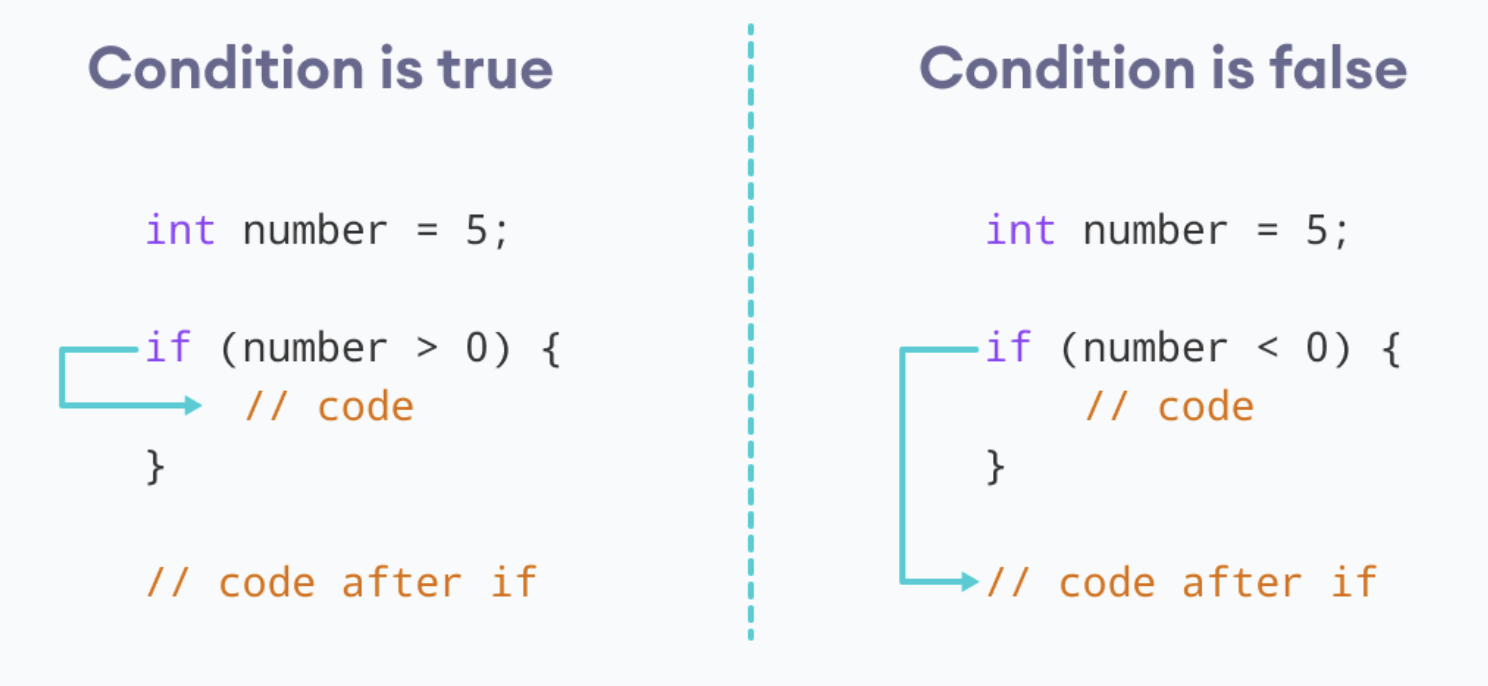 Condition is true
int number = 5;
if (number > 0) {
// code
}
// code after if
Condition is false
int number = 5;
if (number < 0) {
// code
}
// code after if